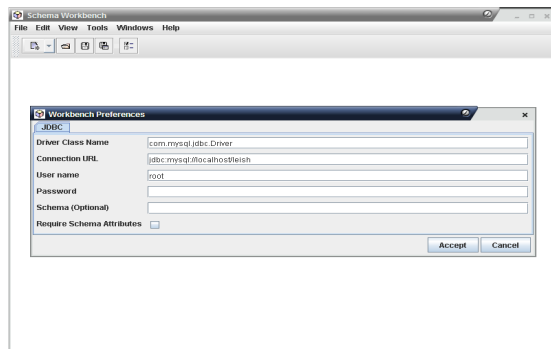 Schema Workbench
File Edit View Tools Windows Help
Workbench Preferences
JDBC
Driver Class Name com.mysql.jdbc.Driver
Connection URL jdbc:mysql://localhost/leish
User name root
Password
Schema (Optional)
Require Schema Attributes
Accept Cancel